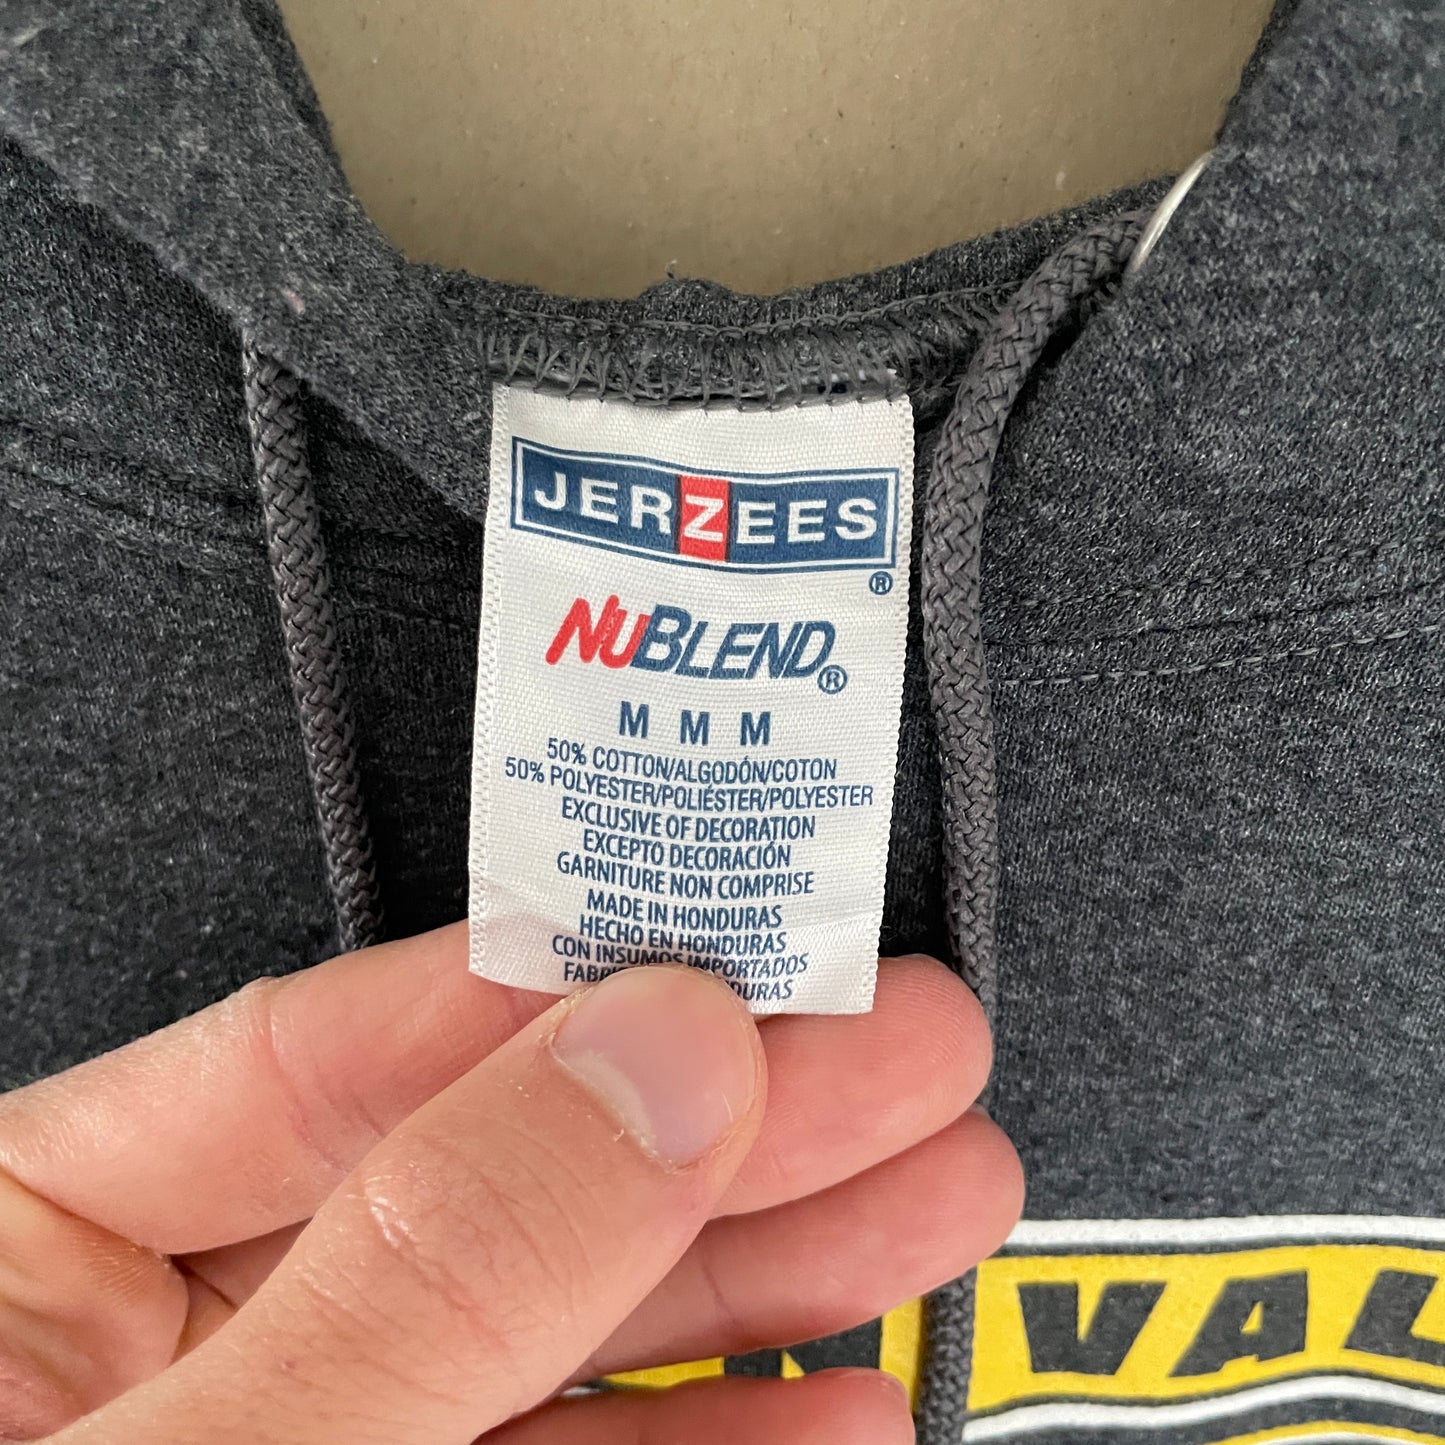 JERZEES
®
NUBLEND®
M M M
50% COTTON/ALGODÓN/COTON
50% POLYESTER/POLIÉSTER/POLYESTER
EXCLUSIVE OF DECORATION
EXCEPTO DECORACIÓN
GARNITURE NON COMPRISE
MADE IN HONDURAS
HECHO EN HONDURAS
CON INSUMOS IMPORTADOS